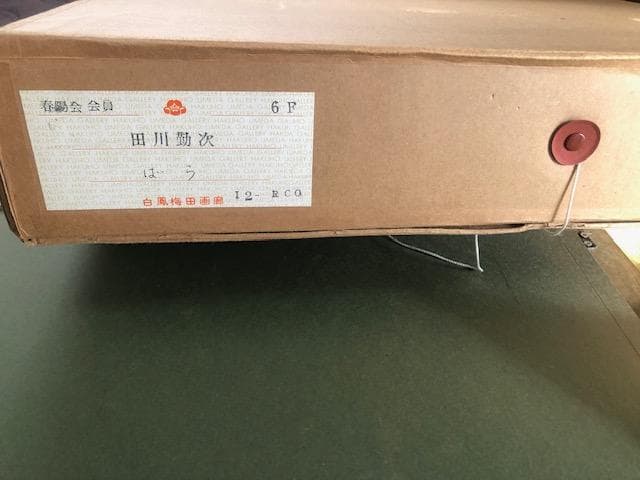 春陽会 会員 6F
田川勤次
ばら
白鳳梅田画廊 I2- RCO